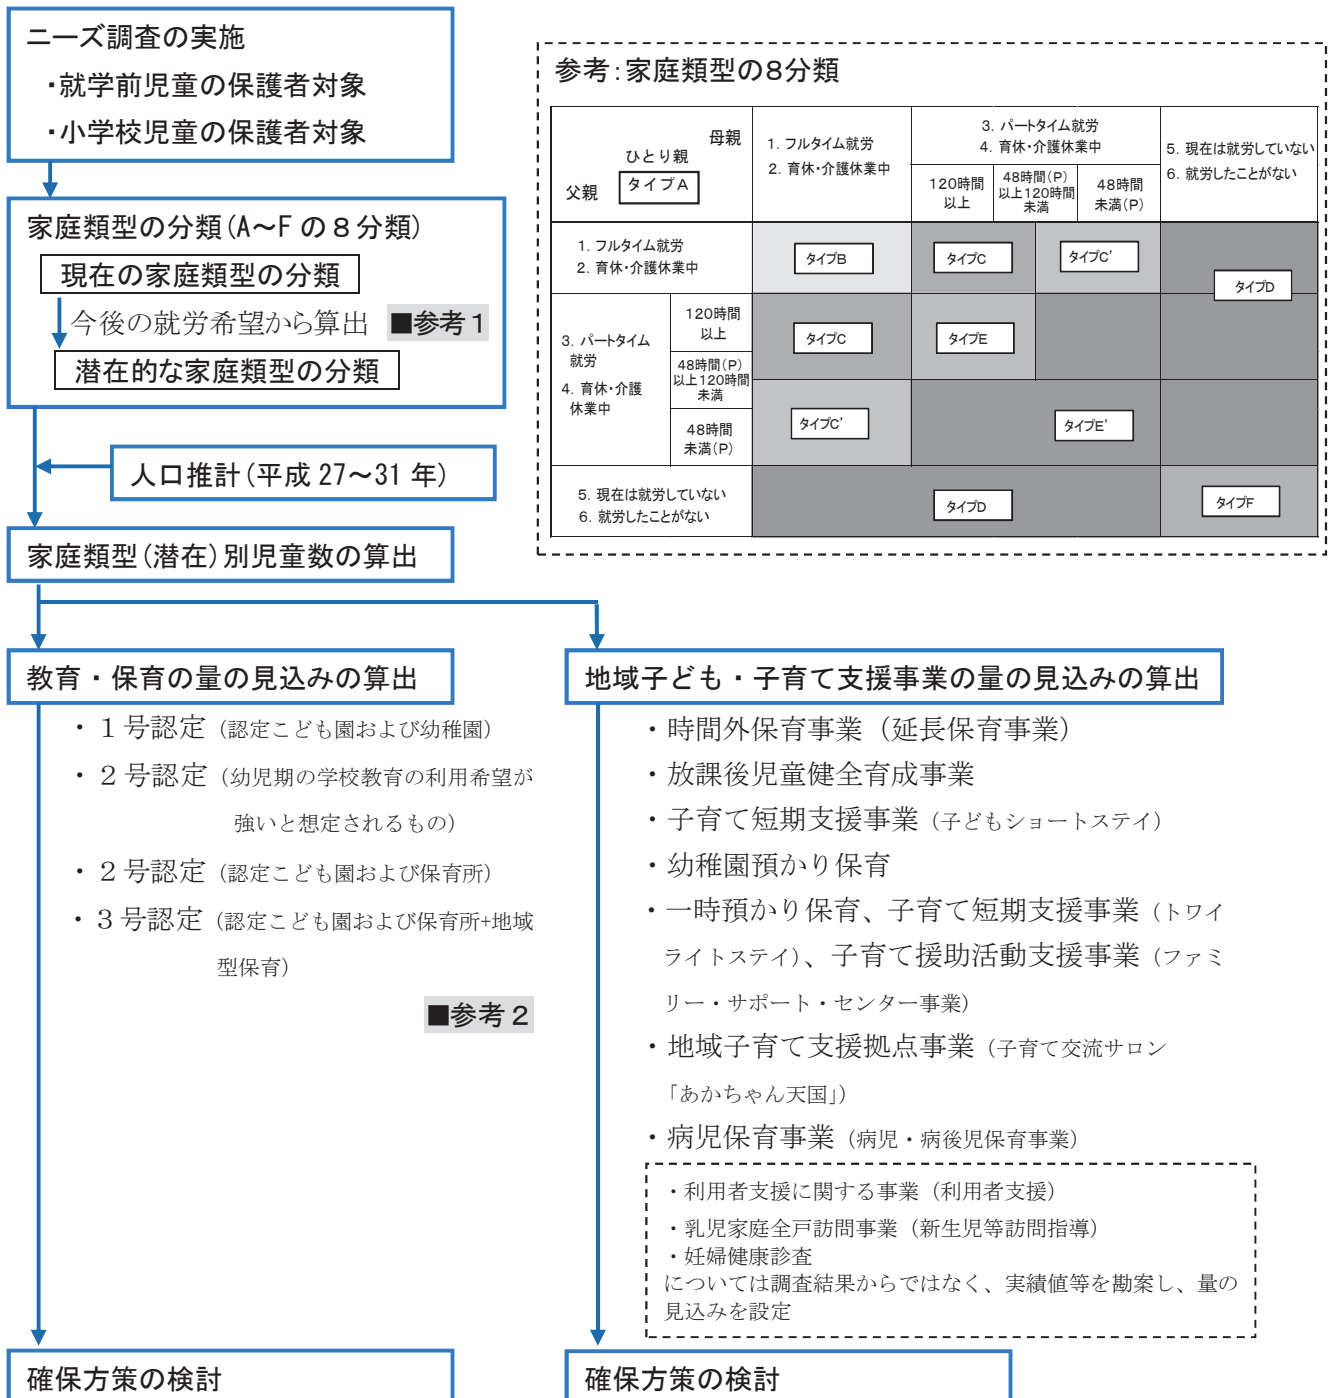 ニーズ調査の実施
・就学前児童の保護者対象
・小学校児童の保護者対象
家庭類型の分類(A～Fの８分類)
現在の家庭類型の分類
今後の就労希望から算出 ■参考１
潜在的な家庭類型の分類
人口推計(平成27～31年)
家庭類型(潜在)別児童数の算出
参考：家庭類型の8分類
母親
ひとり親
父親 タイプA
1. フルタイム就労
2. 育休・介護休業中
3. パートタイム就労
4. 育休・介護休業中
120時間
以上
48時間(P)
以上120時間
未満
48時間
未満(P)
5. 現在は就労していない
6. 就労したことがない
1. フルタイム就労
2. 育休・介護休業中
タイプB
タイプC
タイプC'
タイプD
3. パートタイム
就労
4. 育休・介護
休業中
120時間
以上
タイプC
タイプE
48時間(P)
以上120時間
未満
48時間
未満(P)
タイプC'
タイプE'
5. 現在は就労していない
6. 就労したことがない
タイプD
タイプF
教育・保育の量の見込みの算出
・１号認定（認定こども園および幼稚園）
・２号認定（幼児期の学校教育の利用希望が
強いと想定されるもの）
・２号認定（認定こども園および保育所）
・３号認定（認定こども園および保育所+地域
型保育）
■参考２
地域子ども・子育て支援事業の量の見込みの算出
・時間外保育事業（延長保育事業）
・放課後児童健全育成事業
・子育て短期支援事業（子どもショートステイ）
・幼稚園預かり保育
・一時預かり保育、子育て短期支援事業（トワイ
ライトステイ）、子育て援助活動支援事業（ファミ
リー・サポート・センター事業）
・地域子育て支援拠点事業（子育て交流サロン
「あかちゃん天国」）
・病児保育事業（病児・病後児保育事業）
・利用者支援に関する事業（利用者支援）
・乳児家庭全戸訪問事業（新生児等訪問指導）
・妊婦健康診査
については調査結果からではなく、実績値等を勘案し、量の
見込みを設定
確保方策の検討
確保方策の検討